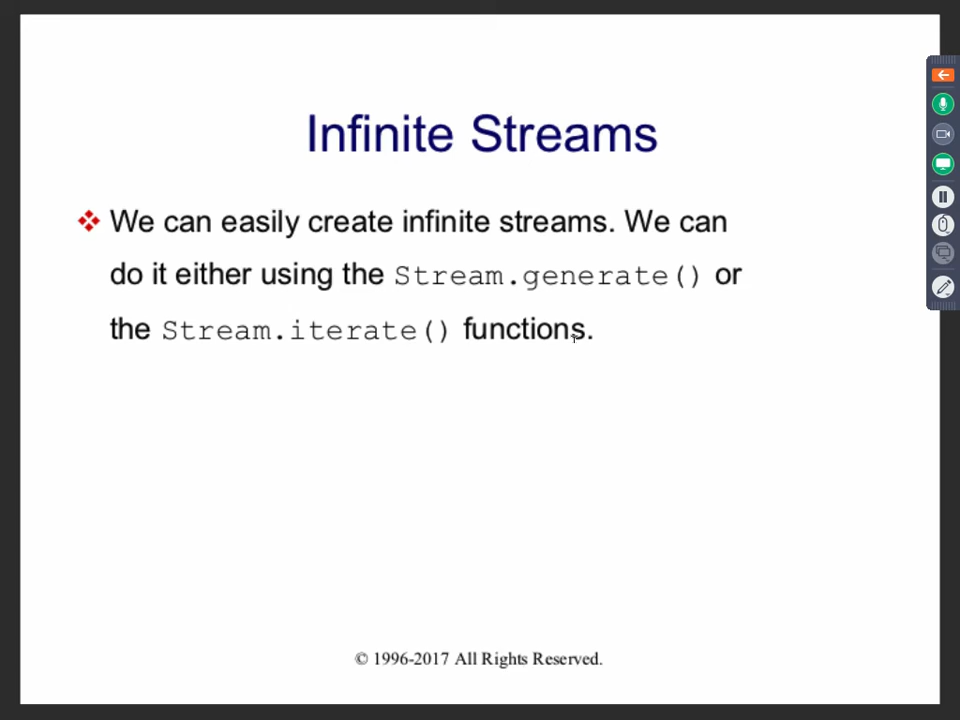 Infinite Streams
We can easily create infinite streams. We can
do it either using the Stream.generate() or
the Stream.iterate() functions.
© 1996-2017 All Rights Reserved.